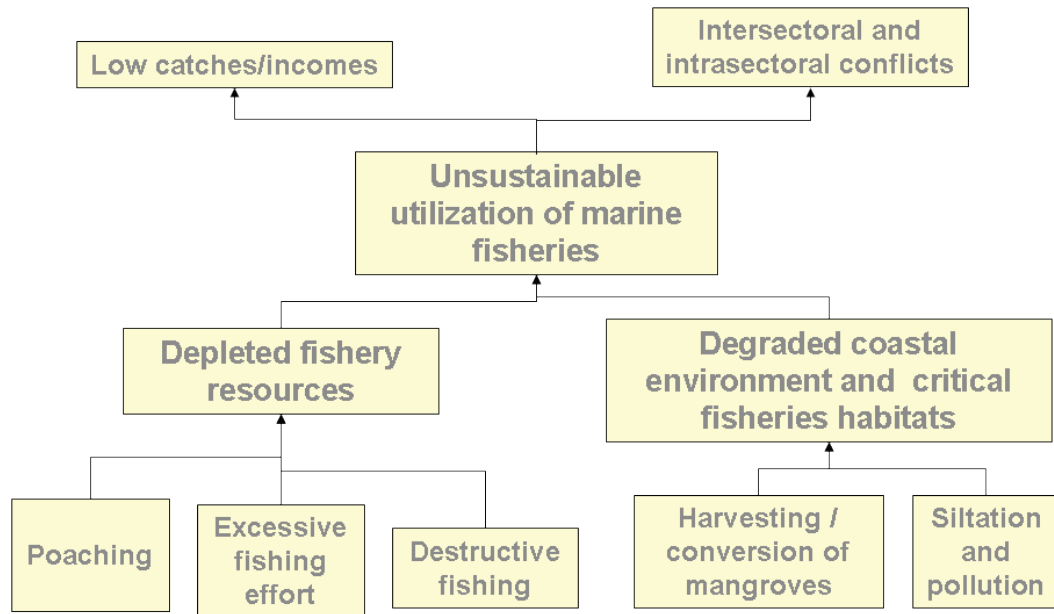 Low catches/incomes
Intersectoral and
intrasectoral conflicts
Unsustainable
utilization of marine
fisheries
Depleted fishery
resources
Degraded coastal
environment and critical
fisheries habitats
Poaching
Excessive
fishing
effort
Destructive
fishing
Harvesting /
conversion of
mangroves
Siltation
and
pollution